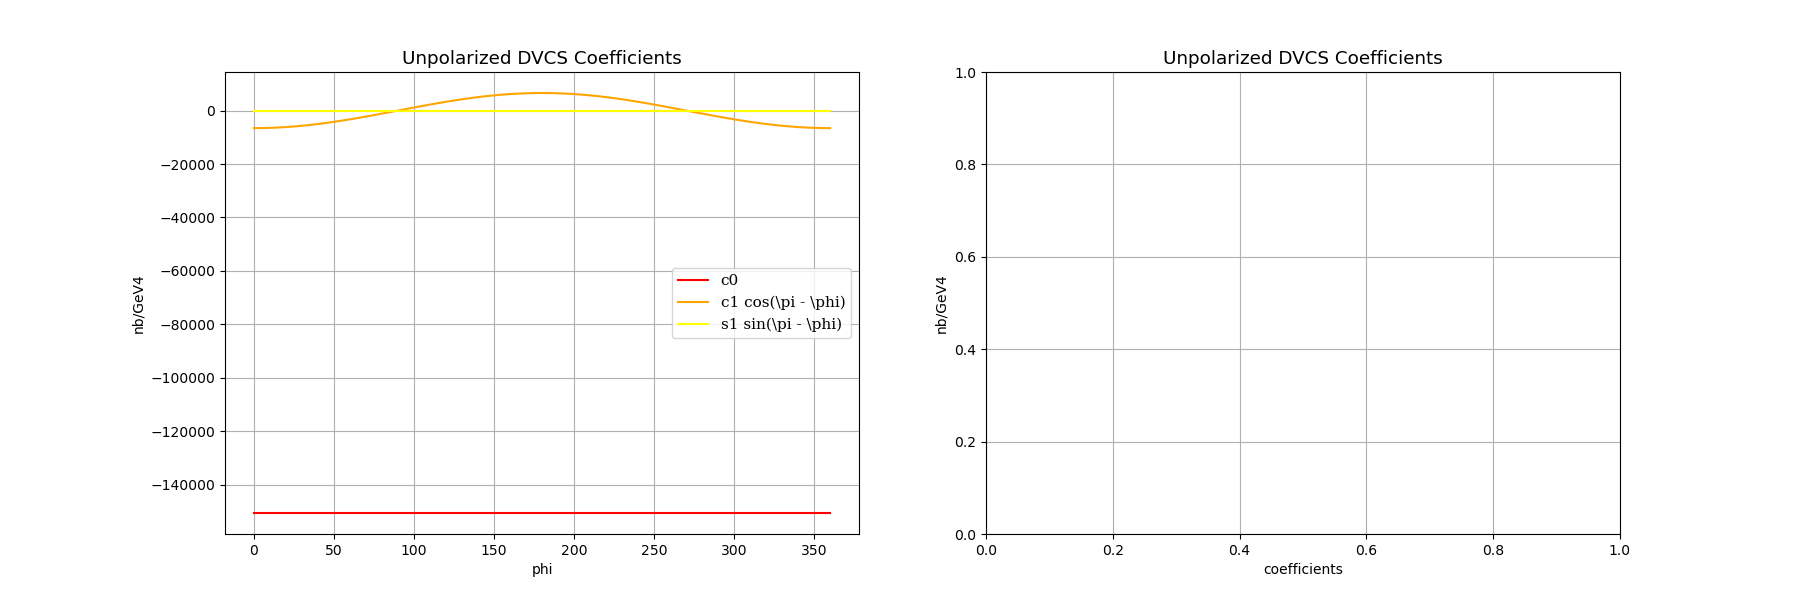 Unpolarized DVCS Coefficients
0
−20000
−40000
−60000
−80000
−100000
−120000
−140000
nb/GeV4
c0
c1 cos(\pi - \phi)
s1 sin(\pi - \phi)
0 50 100 150 200 250 300 350
phi
Unpolarized DVCS Coefficients
1.0
0.8
0.6
0.4
0.2
0.0
nb/GeV4
0.0 0.2 0.4 0.6 0.8 1.0
coefficients